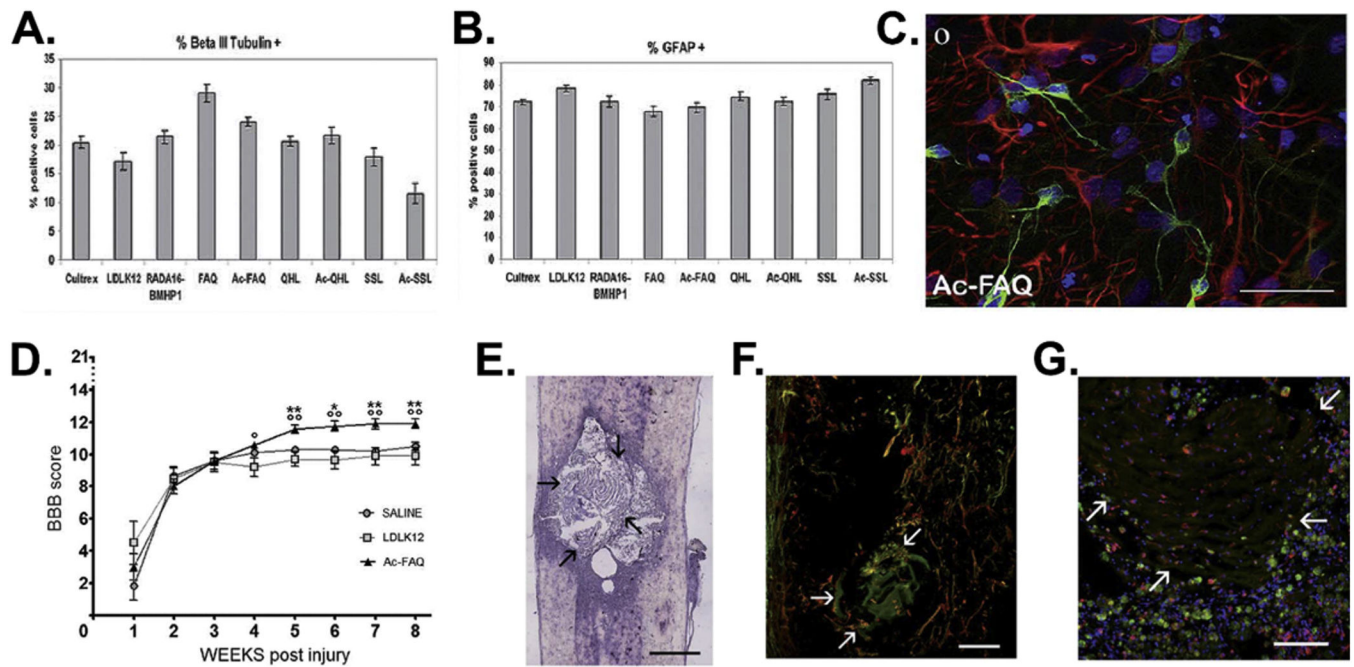 A.
% Beta III Tubulin +
% positive cells
35
30
25
20
15
10
5
0
Cultrex LDLK12 RADA16-BMHP1 FAQ Ac-FAQ QHL Ac-QHL SSL Ac-SSL
B.
% GFAP +
% positive cells
90
80
70
60
50
40
30
20
10
0
Cultrex LDLK12 RADA16-BMHP1 FAQ Ac-FAQ QHL Ac-QHL SSL Ac-SSL
C.
O
Ac-FAQ
D.
BBB score
21
14
12
10
8
6
4
2
0
° ** °° * °° ** °° ** °°
SALINE
LDLK12
Ac-FAQ
1 2 3 4 5 6 7 8
WEEKS post injury
E.
F.
G.